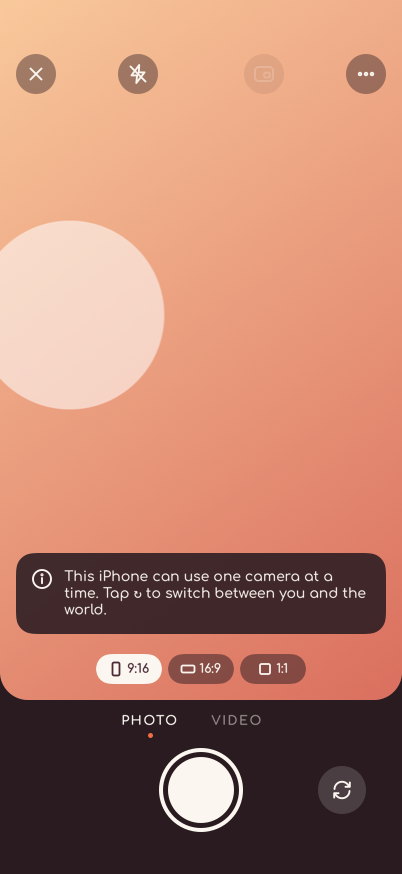 This iPhone can use one camera at a
time. Tap ↻ to switch between you and the
world.
9:16
16:9
1:1
PHOTO
VIDEO